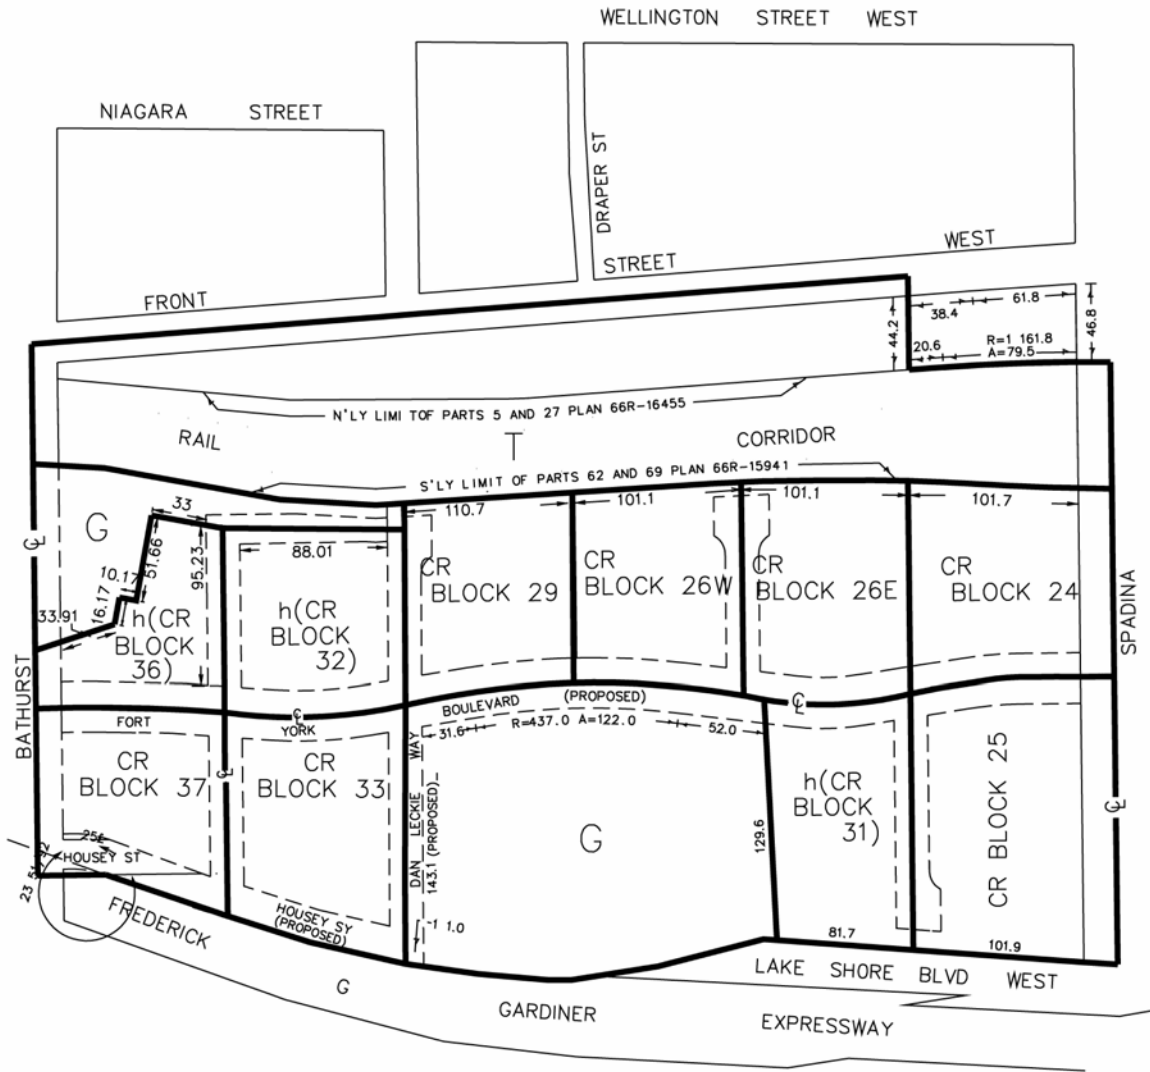 WELLINGTON STREET WEST
NIAGARA STREET
DRAPER ST
WEST
STREET
FRONT
61.8
38.4
46.8
44.2
R=1 161.8
20.6
A=79.5
N'LY LIMI TOF PARTS 5 AND 27 PLAN 66R-16455
RAIL
T
CORRIDOR
S'LY LIMIT OF PARTS 62 AND 69 PLAN 66R-15941
33
110.7
101.1
101.1
101.7
G
88.01
51.66
95.23
10.17
16.17
33.91
h(CR
BLOCK
36)
h(CR
BLOCK
32)
CR
BLOCK 29
CR
BLOCK 26W
CR
BLOCK 26E
CR
BLOCK 24
SPADINA
BATHURST
BOULEVARD (PROPOSED)
FORT
YORK
31.6
R=437.0 A=122.0
52.0
CR
BLOCK 37
CR
BLOCK 33
DAN LECKIE WAY
143.1 (PROPOSED)
G
129.6
h(CR
BLOCK
31)
CR BLOCK 25
HOUSEY ST
FREDERICK
HOUSEY SY
(PROPOSED)
1.0
81.7
101.9
LAKE SHORE BLVD WEST
G
GARDINER
EXPRESSWAY